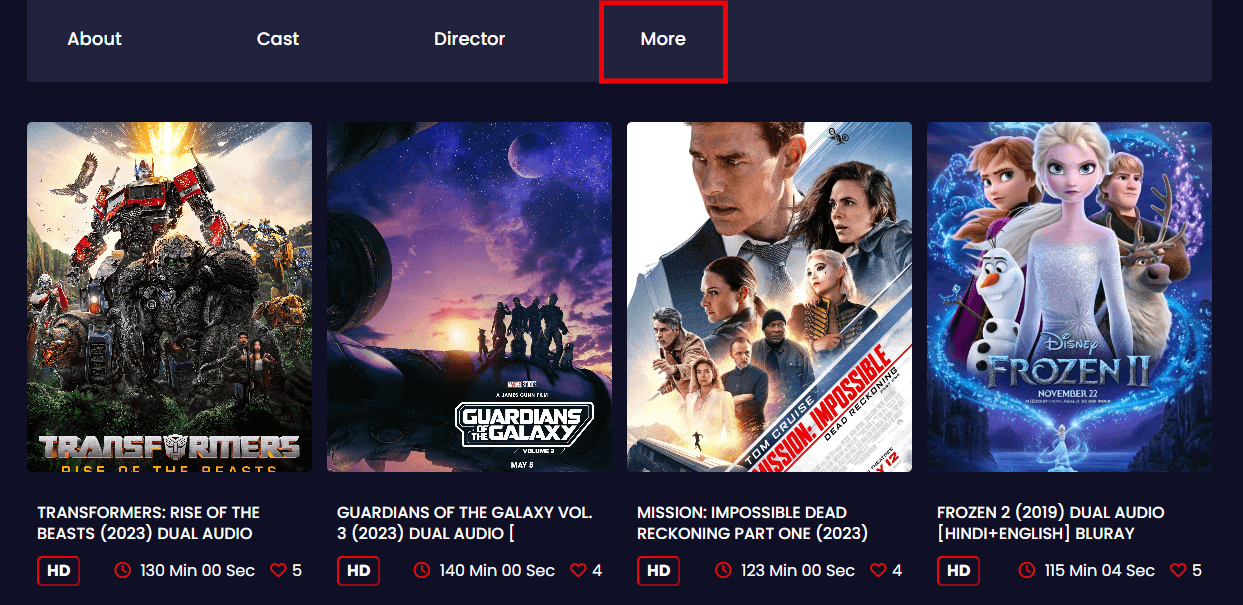 About
Cast
Director
More
TRANSFORMERS
RISE OF THE BEASTS
MARVEL STUDIOS
A JAMES GUNN FILM
GUARDIANS
OF THE GALAXY
VOLUME 3
MAY 5
TOM CRUISE
MISSION: IMPOSSIBLE
DEAD RECKONING
PART ONE
Disney
FROZEN II
NOVEMBER 22
TRANSFORMERS: RISE OF THE
BEASTS (2023) DUAL AUDIO
HD
130 Min 00 Sec
5
GUARDIANS OF THE GALAXY VOL.
3 (2023) DUAL AUDIO [
HD
140 Min 00 Sec
4
MISSION: IMPOSSIBLE DEAD
RECKONING PART ONE (2023)
HD
123 Min 00 Sec
4
FROZEN 2 (2019) DUAL AUDIO
[HINDI+ENGLISH] BLURAY
HD
115 Min 04 Sec
5